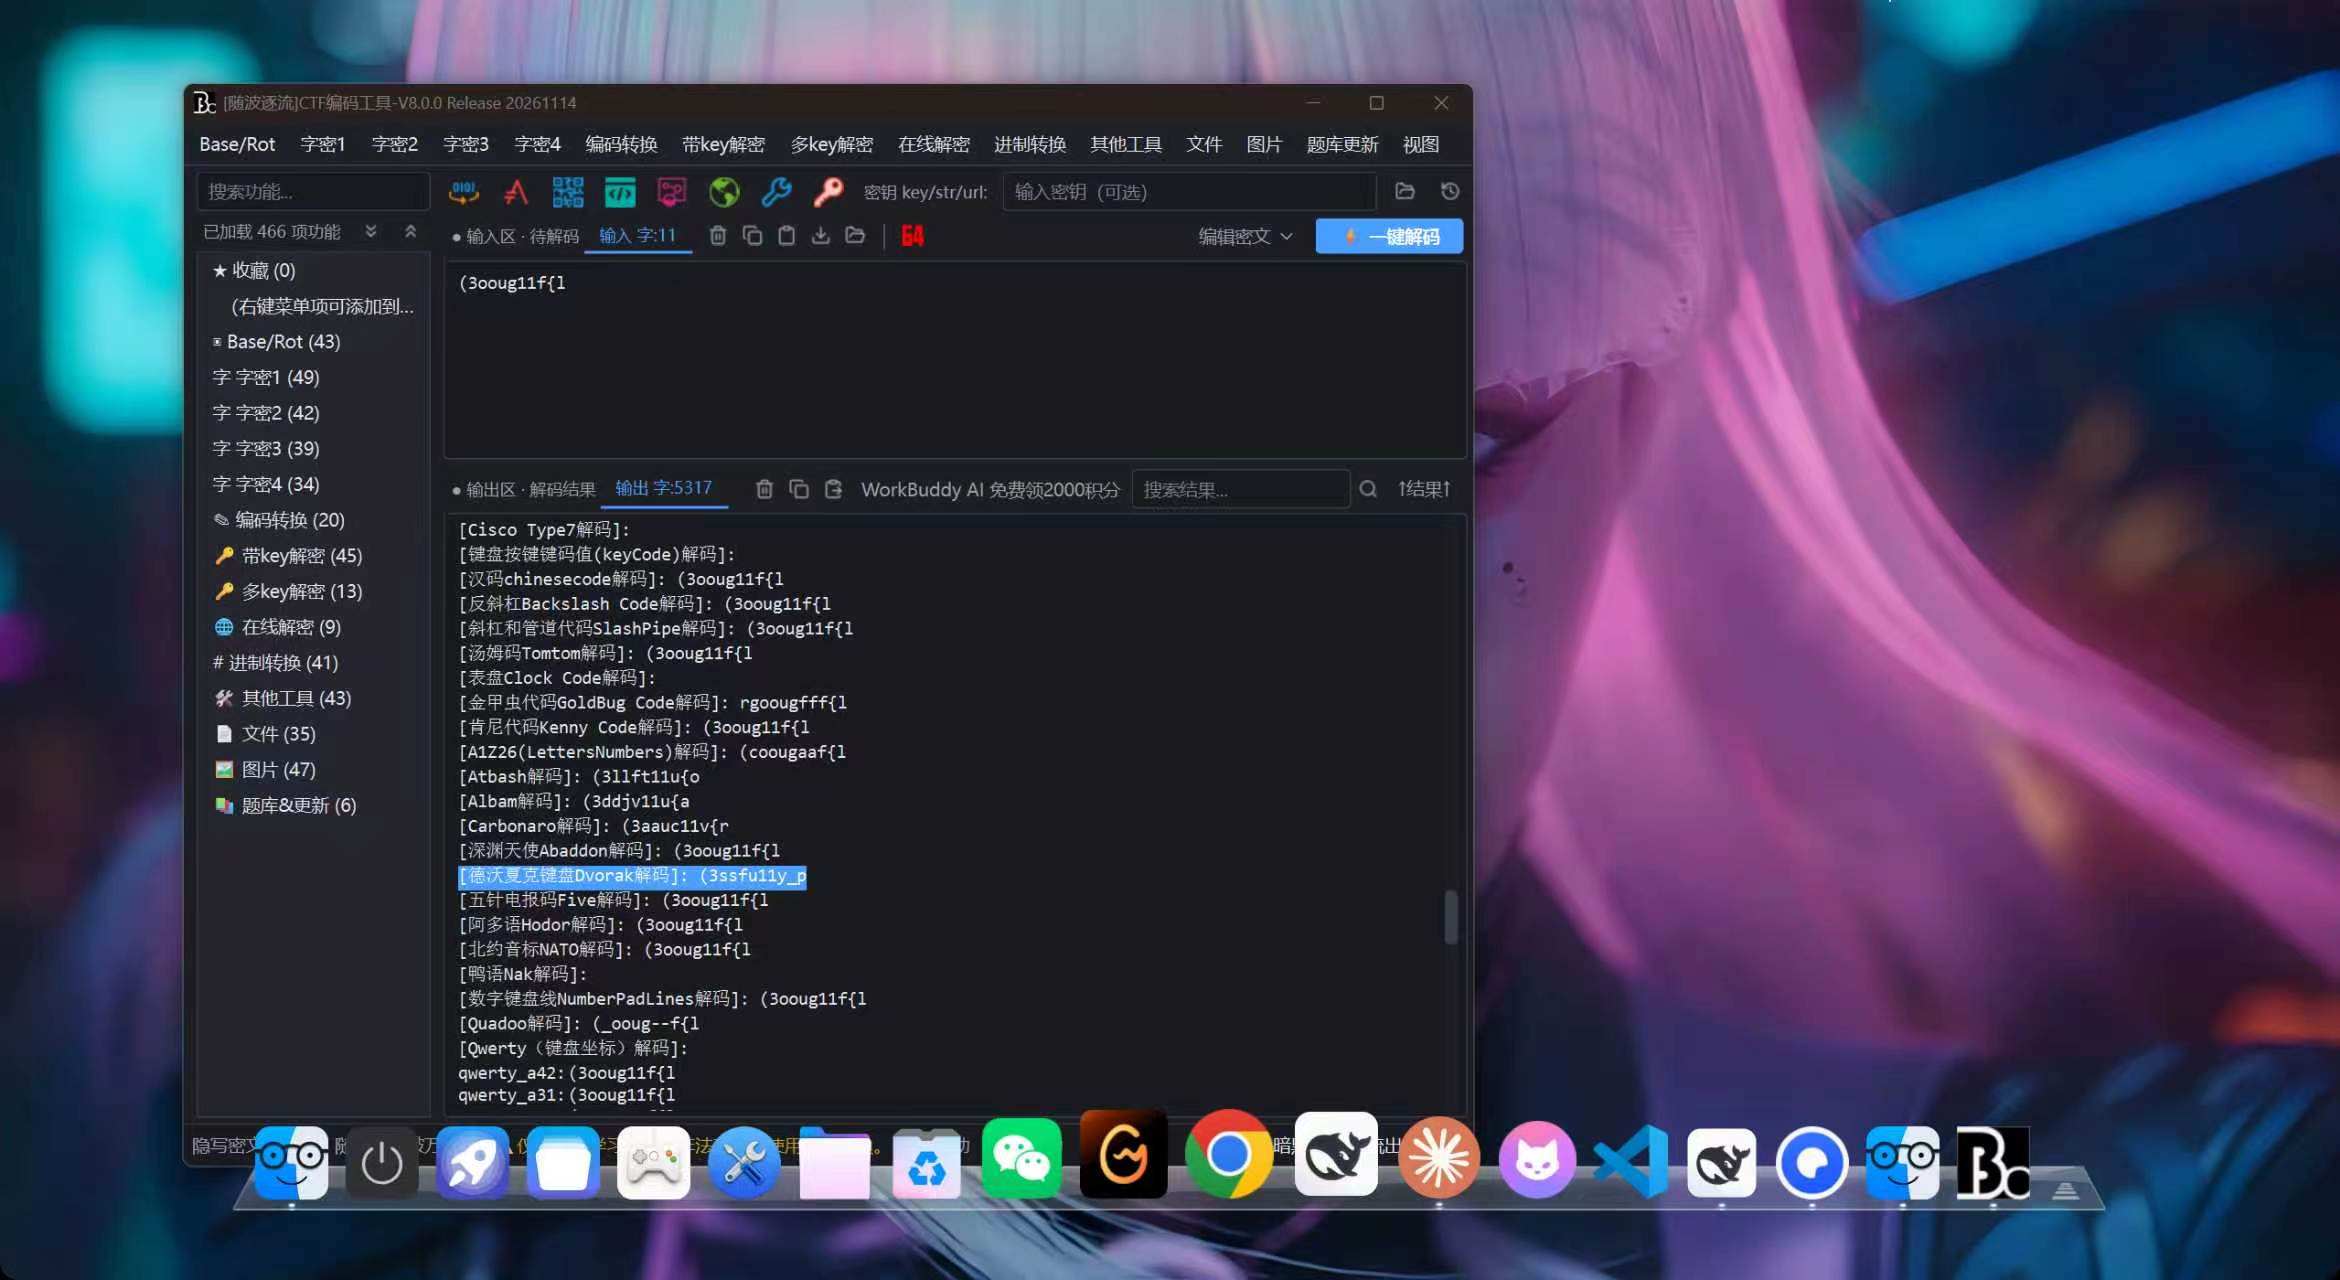 [随波逐流]CTF编码工具-V8.0.0 Release 20261114
Base/Rot 字密1 字密2 字密3 字密4 编码转换 带key解密 多key解密 在线解密 进制转换 其他工具 文件 图片 题库更新 视图
搜索功能... 密钥 key/str/url: 输入密钥（可选）
已加载 466 项功能
● 输入区 · 待解码 输入 字:11 64 编辑密文 一键解码
★ 收藏 (0)
(右键菜单项可添加到...
Base/Rot (43)
字 字密1 (49)
字 字密2 (42)
字 字密3 (39)
字 字密4 (34)
编码转换 (20)
带key解密 (45)
多key解密 (13)
在线解密 (9)
# 进制转换 (41)
其他工具 (43)
文件 (35)
图片 (47)
题库&更新 (6)
(3ooug11f{l
● 输出区 · 解码结果 输出 字:5317 WorkBuddy AI 免费领2000积分 搜索结果... ↑结果↑
[Cisco Type7解码]:
[键盘按键键码值(keyCode)解码]:
[汉码chinesecode解码]: (3ooug11f{l
[反斜杠Backslash Code解码]: (3ooug11f{l
[斜杠和管道代码SlashPipe解码]: (3ooug11f{l
[汤姆码Tomtom解码]: (3ooug11f{l
[表盘Clock Code解码]:
[金甲虫代码GoldBug Code解码]: rgoougfff{l
[肯尼代码Kenny Code解码]: (3ooug11f{l
[A1Z26(LettersNumbers)解码]: (coougaaf{l
[Atbash解码]: (3llft11u{o
[Albam解码]: (3ddjv11u{a
[Carbonaro解码]: (3aauc11v{r
[深渊天使Abaddon解码]: (3ooug11f{l
[德沃夏克键盘Dvorak解码]: (3ssfu11y_p
[五针电报码Five解码]: (3ooug11f{l
[阿多语Hodor解码]: (3ooug11f{l
[北约音标NATO解码]: (3ooug11f{l
[鸭语Nak解码]:
[数字键盘线NumberPadLines解码]: (3ooug11f{l
[Quadoo解码]: (_ooug--f{l
[Qwerty（键盘坐标）解码]:
qwerty_a42:(3ooug11f{l
qwerty_a31:(3ooug11f{l
隐写密文